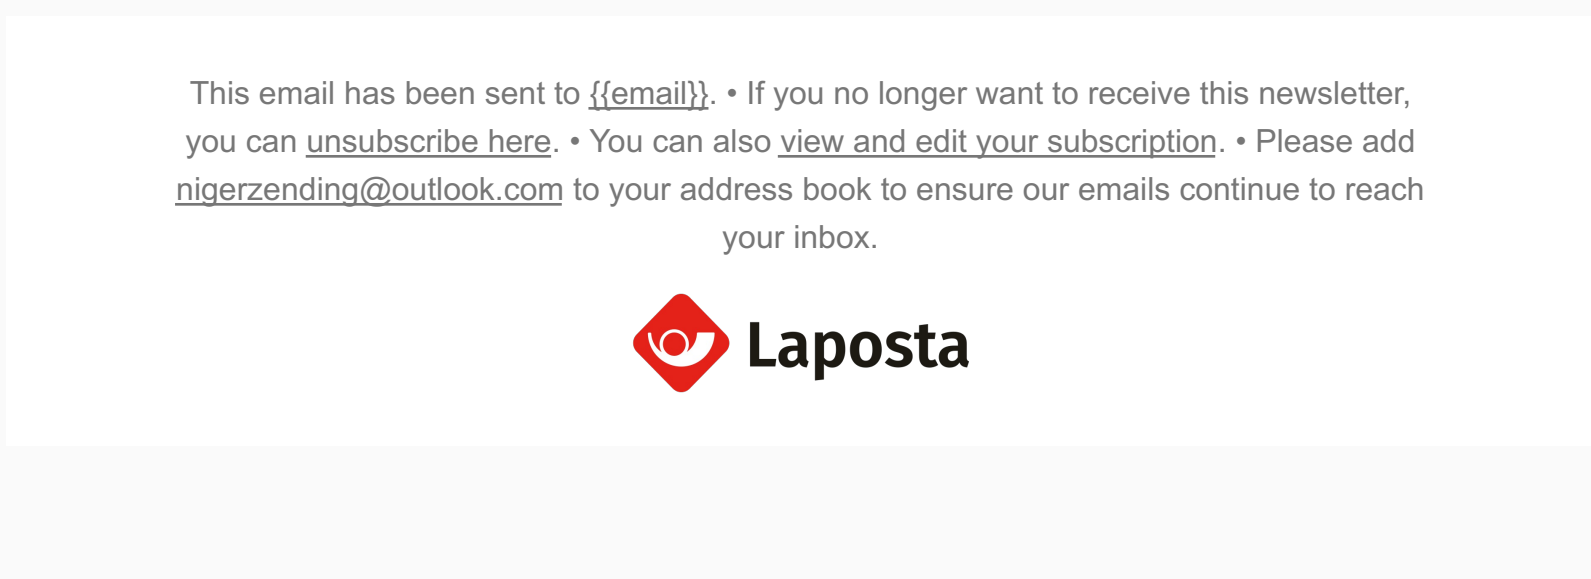 This email has been sent to {{email}}. • If you no longer want to receive this newsletter,
you can unsubscribe here. • You can also view and edit your subscription. • Please add
nigerzending@outlook.com to your address book to ensure our emails continue to reach
your inbox.
Laposta